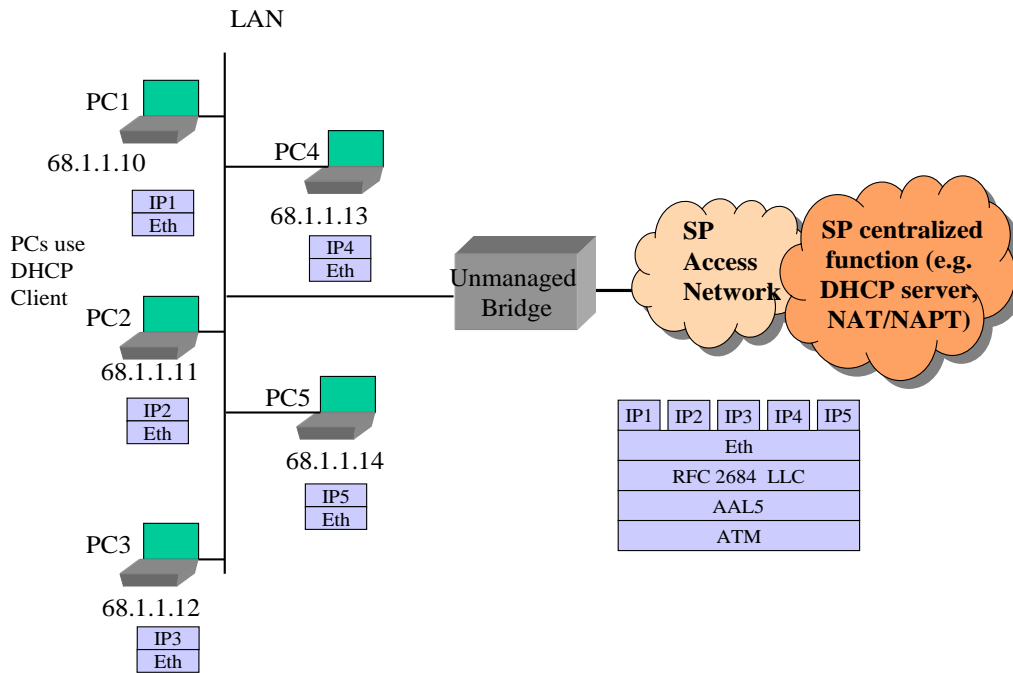 LAN
PC1
68.1.1.10
IP1
Eth
PC4
68.1.1.13
IP4
Eth
PCs use
DHCP
Client
PC2
68.1.1.11
IP2
Eth
PC5
68.1.1.14
IP5
Eth
PC3
68.1.1.12
IP3
Eth
Unmanaged
Bridge
SP
Access
Network
SP centralized
function (e.g.
DHCP server,
NAT/NAPT)
IP1 IP2 IP3 IP4 IP5
Eth
RFC 2684 LLC
AAL5
ATM